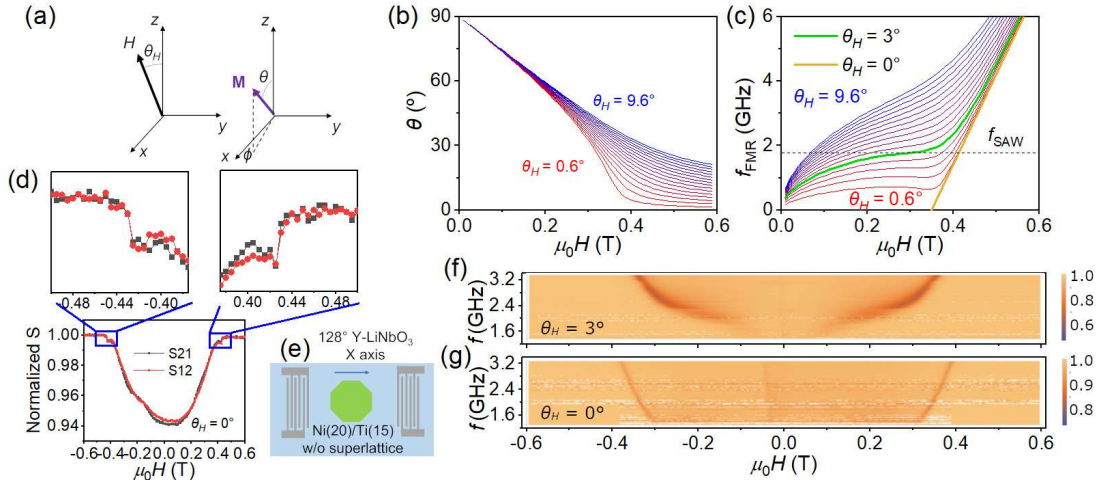 (a)
z
H
θH
y
x
z
M
θ
y
x
ϕ
(b)
90
60
30
0
θ (°)
θH = 9.6°
θH = 0.6°
0.0 0.2 0.4 0.6
μ0H (T)
(c)
6
4
2
0
fFMR (GHz)
θH = 3°
θH = 0°
θH = 9.6°
fSAW
θH = 0.6°
0.0 0.2 0.4 0.6
μ0H (T)
(d)
-0.48 -0.44 -0.40
0.40 0.44 0.48
Normalized S
1.00
0.98
0.96
0.94
S21
S12
θH = 0°
-0.6 -0.4 -0.2 0.0 0.2 0.4 0.6
μ0H (T)
(e)
128° Y-LiNbO3
X axis
Ni(20)/Ti(15)
w/o superlattice
(f)
f (GHz)
3.2
2.4
1.6
θH = 3°
1.0
0.8
0.6
(g)
f (GHz)
3.2
2.4
1.6
θH = 0°
1.0
0.9
0.8
-0.6 -0.4 -0.2 0.0 0.2 0.4 0.6
μ0H (T)